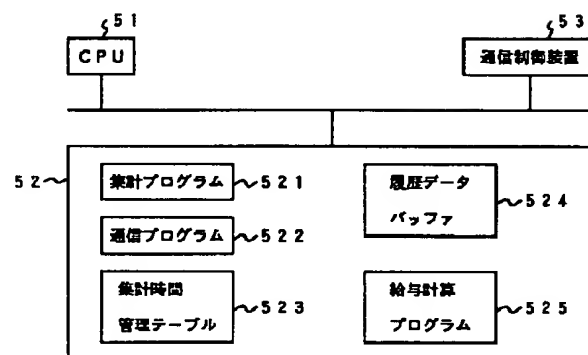 51
CPU
53
通信制御装置
52
集計プログラム
521
通信プログラム
522
集計時間
管理テーブル
523
履歴データ
バッファ
524
給与計算
プログラム
525